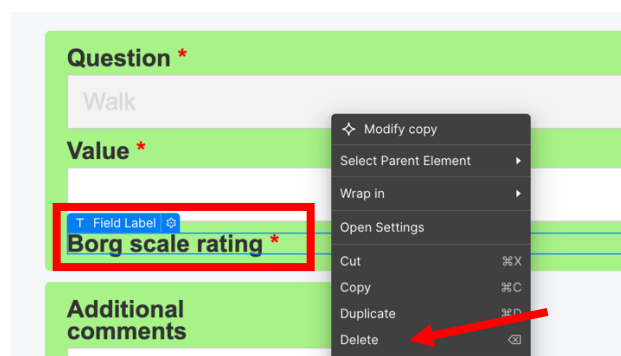 Question *
Walk
Value *
T Field Label
Borg scale rating *
Additional
comments
Modify copy
Select Parent Element
Wrap in
Open Settings
Cut ⌘X
Copy ⌘C
Duplicate ⌘D
Delete ⌫